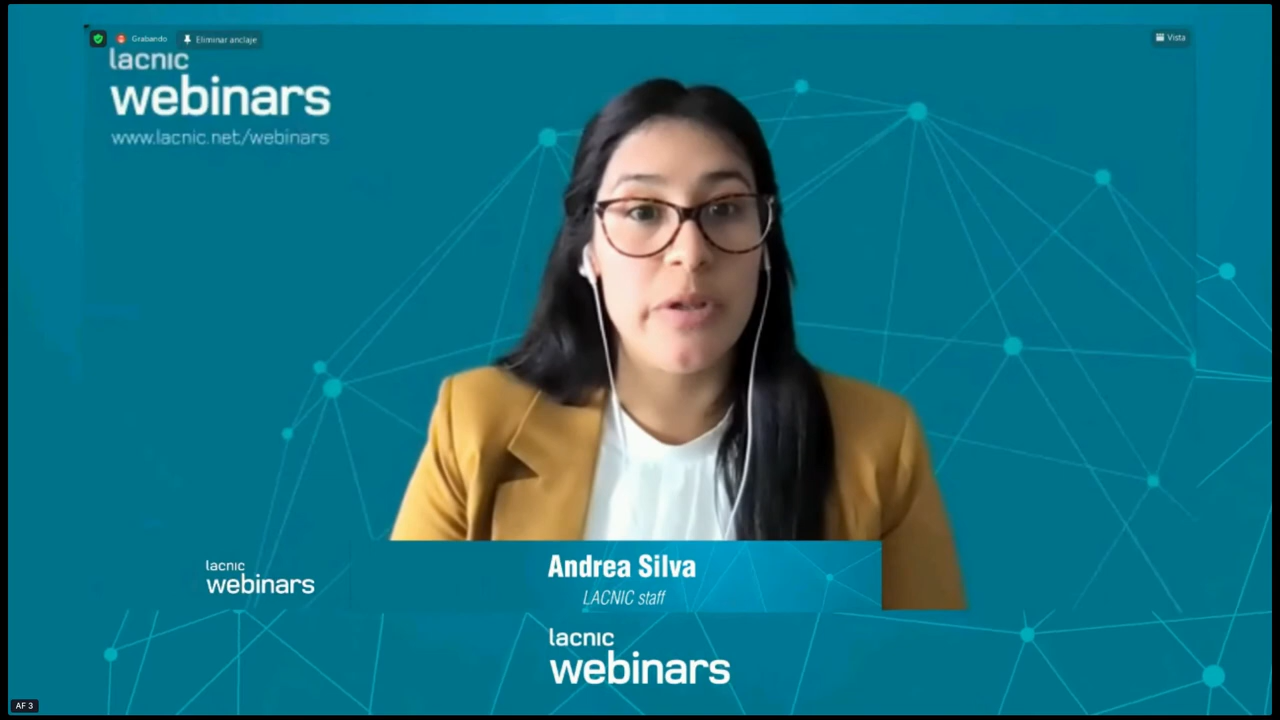 Grabando
Eliminar anclaje
Vista
lacnic
webinars
www.lacnic.net/webinars
lacnic
webinars
Andrea Silva
LACNIC staff
lacnic
webinars
AF 3